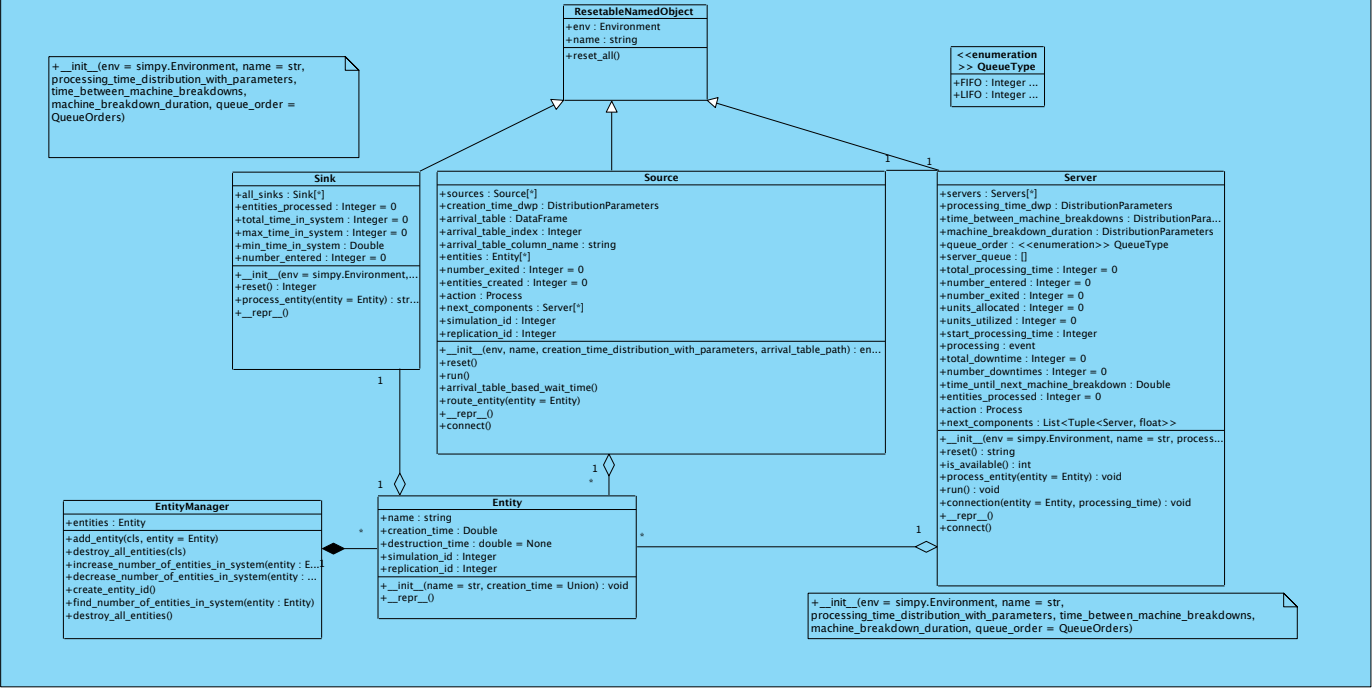 ResetableNamedObject
+env : Environment
+name : string
+reset_all()
<<enumeration
>> QueueType
+FIFO : Integer ...
+LIFO : Integer ...
+__init__(env = simpy.Environment, name = str,
processing_time_distribution_with_parameters,
time_between_machine_breakdowns,
machine_breakdown_duration, queue_order =
QueueOrders)
1
1
Sink
+all_sinks : Sink[*]
+entities_processed : Integer = 0
+total_time_in_system : Integer = 0
+max_time_in_system : Integer = 0
+min_time_in_system : Double
+number_entered : Integer = 0
+__init__(env = simpy.Environment,...
+reset() : Integer
+process_entity(entity = Entity) : str...
+__repr__()
Source
+sources : Source[*]
+creation_time_dwp : DistributionParameters
+arrival_table : DataFrame
+arrival_table_index : Integer
+arrival_table_column_name : string
+entities : Entity[*]
+number_exited : Integer = 0
+entities_created : Integer = 0
+action : Process
+next_components : Server[*]
+simulation_id : Integer
+replication_id : Integer
+__init__(env, name, creation_time_distribution_with_parameters, arrival_table_path) : en...
+reset()
+run()
+arrival_table_based_wait_time()
+route_entity(entity = Entity)
+__repr__()
+connect()
Server
+servers : Servers[*]
+processing_time_dwp : DistributionParameters
+time_between_machine_breakdowns : DistributionPara...
+machine_breakdown_duration : DistributionParameters
+queue_order : <<enumeration>> QueueType
+server_queue : []
+total_processing_time : Integer = 0
+number_entered : Integer = 0
+number_exited : Integer = 0
+units_allocated : Integer = 0
+units_utilized : Integer = 0
+start_processing_time : Integer
+processing : event
+total_downtime : Integer = 0
+number_downtimes : Integer = 0
+time_until_next_machine_breakdown : Double
+entities_processed : Integer = 0
+action : Process
+next_components : List<Tuple<Server, float>>
+__init__(env = simpy.Environment, name = str, process...
+reset() : string
+is_available() : int
+process_entity(entity = Entity) : void
+run() : void
+connection(entity = Entity, processing_time) : void
+__repr__()
+connect()
1
1
1
*
EntityManager
+entities : Entity
+add_entity(cls, entity = Entity)
+destroy_all_entities(cls)
+increase_number_of_entities_in_system(entity : E...
+decrease_number_of_entities_in_system(entity : ...
+create_entity_id()
+find_number_of_entities_in_system(entity : Entity)
+destroy_all_entities()
*
1
Entity
+name : string
+creation_time : Double
+destruction_time : double = None
+simulation_id : Integer
+replication_id : Integer
+__init__(name = str, creation_time = Union) : void
+__repr__()
*
1
+__init__(env = simpy.Environment, name = str,
processing_time_distribution_with_parameters, time_between_machine_breakdowns,
machine_breakdown_duration, queue_order = QueueOrders)